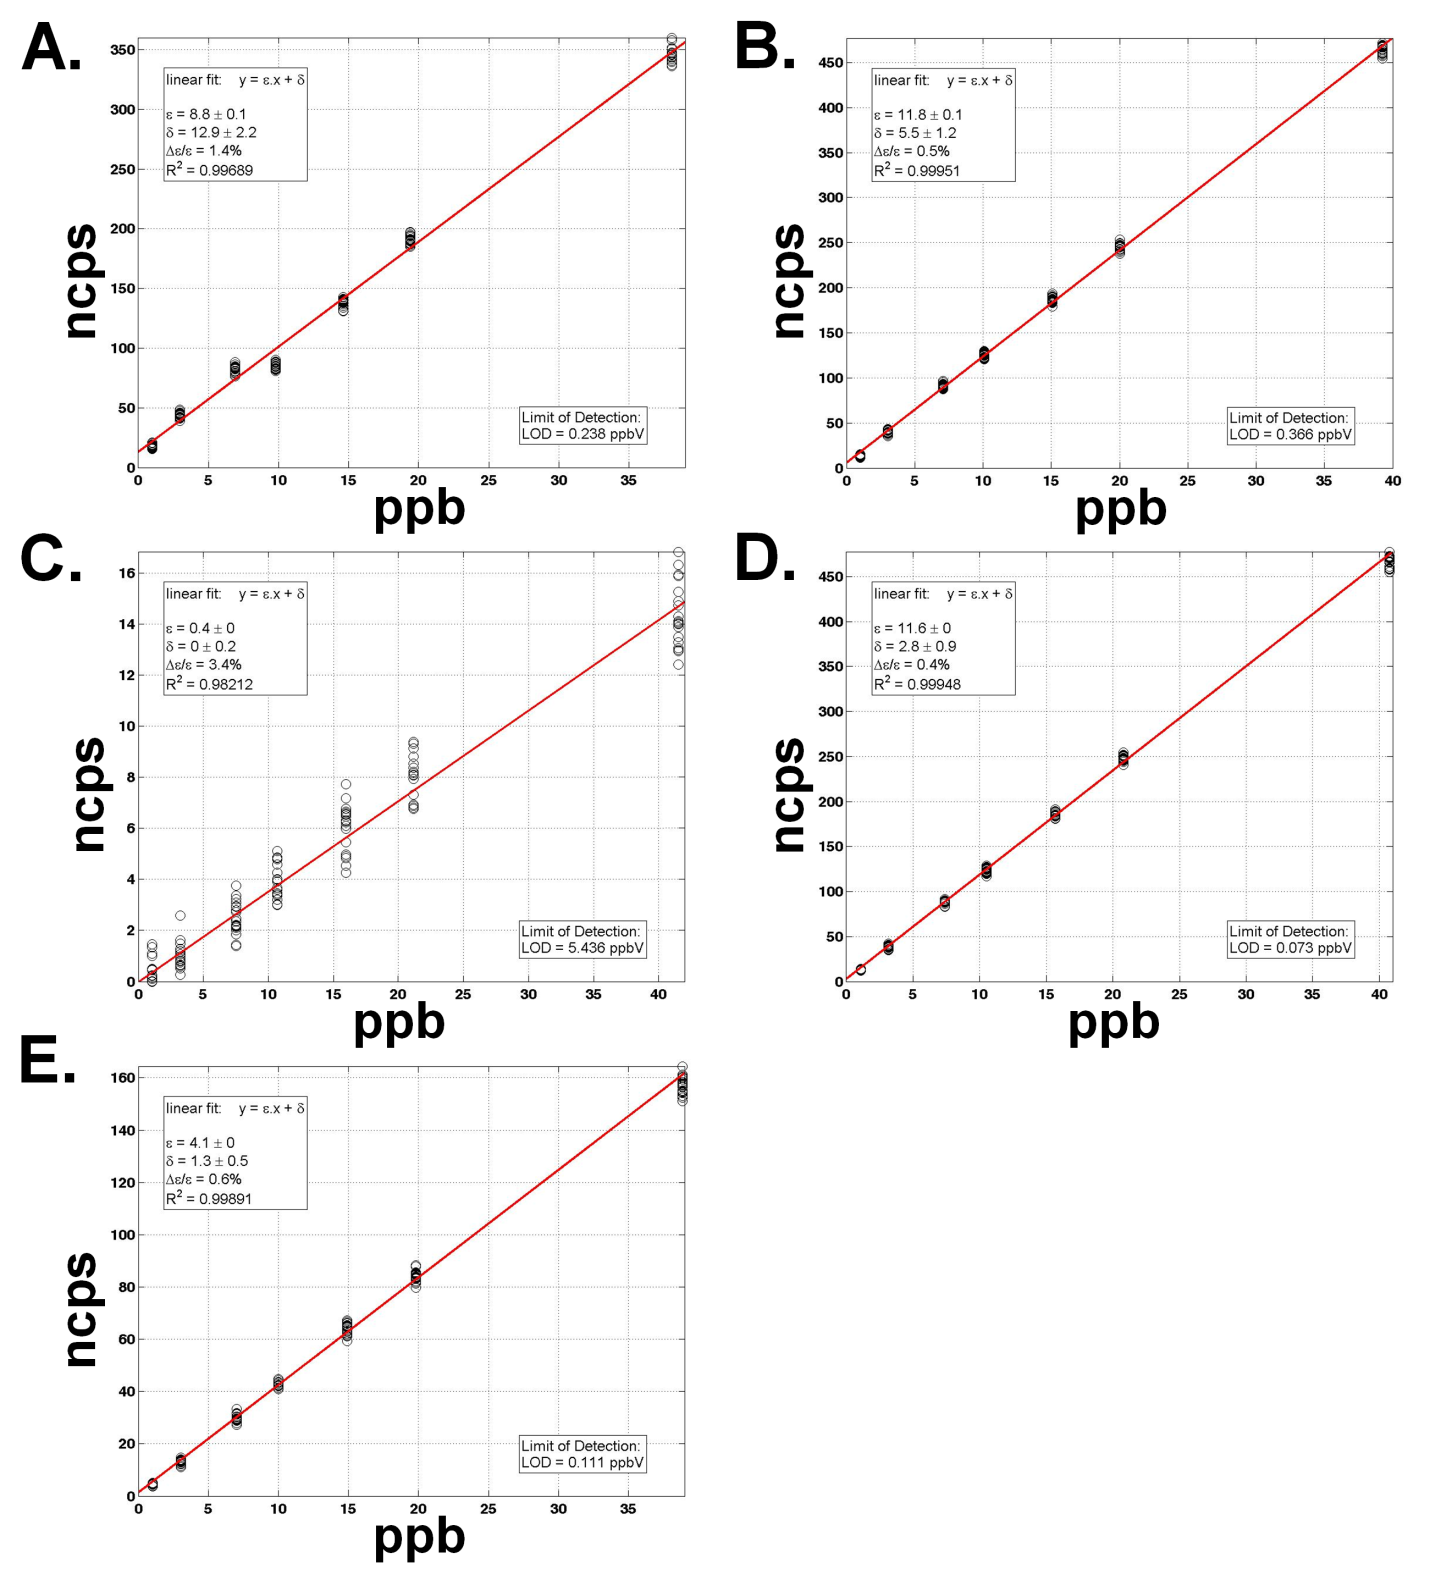 A.
350
300
250
200
150
100
50
0
ncps
linear fit: y = ε.x + δ
ε = 8.8 ± 0.1
δ = 12.9 ± 2.2
Δε/ε = 1.4%
R² = 0.99689
Limit of Detection:
LOD = 0.238 ppbV
0 5 10 15 20 25 30 35
ppb
B.
450
400
350
300
250
200
150
100
50
0
ncps
linear fit: y = ε.x + δ
ε = 11.8 ± 0.1
δ = 5.5 ± 1.2
Δε/ε = 0.5%
R² = 0.99951
Limit of Detection:
LOD = 0.366 ppbV
0 5 10 15 20 25 30 35 40
ppb
C.
16
14
12
10
8
6
4
2
0
ncps
linear fit: y = ε.x + δ
ε = 0.4 ± 0
δ = 0 ± 0.2
Δε/ε = 3.4%
R² = 0.98212
Limit of Detection:
LOD = 5.436 ppbV
0 5 10 15 20 25 30 35 40
ppb
D.
450
400
350
300
250
200
150
100
50
0
ncps
linear fit: y = ε.x + δ
ε = 11.6 ± 0
δ = 2.8 ± 0.9
Δε/ε = 0.4%
R² = 0.99948
Limit of Detection:
LOD = 0.073 ppbV
0 5 10 15 20 25 30 35 40
ppb
E.
160
140
120
100
80
60
40
20
0
ncps
linear fit: y = ε.x + δ
ε = 4.1 ± 0
δ = 1.3 ± 0.5
Δε/ε = 0.6%
R² = 0.99891
Limit of Detection:
LOD = 0.111 ppbV
0 5 10 15 20 25 30 35
ppb